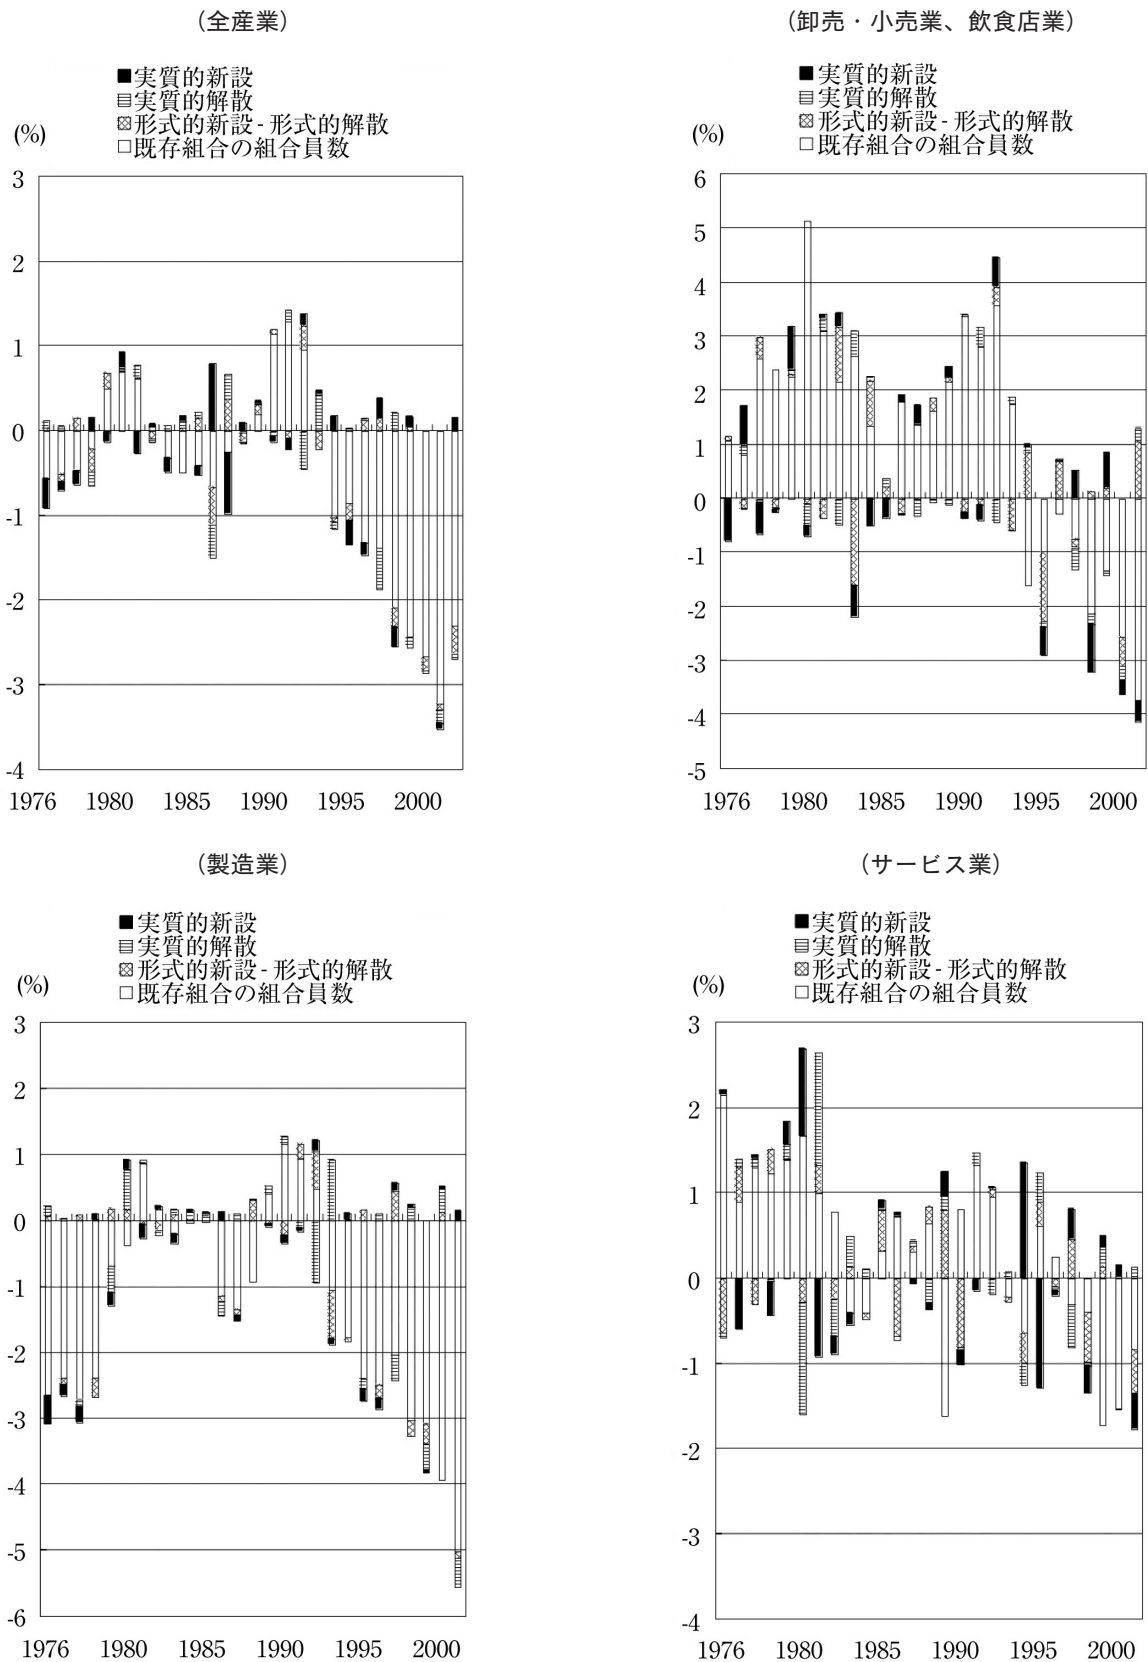 （全産業）
■実質的新設
実質的解散
形式的新設 - 形式的解散
□既存組合の組合員数
(%)
3
2
1
0
-1
-2
-3
-4
1976 1980 1985 1990 1995 2000
（卸売・小売業、飲食店業）
■実質的新設
実質的解散
形式的新設 - 形式的解散
□既存組合の組合員数
(%)
6
5
4
3
2
1
0
-1
-2
-3
-4
-5
1976 1980 1985 1990 1995 2000
（製造業）
■実質的新設
実質的解散
形式的新設 - 形式的解散
□既存組合の組合員数
(%)
3
2
1
0
-1
-2
-3
-4
-5
-6
1976 1980 1985 1990 1995 2000
（サービス業）
■実質的新設
実質的解散
形式的新設 - 形式的解散
□既存組合の組合員数
(%)
3
2
1
0
-1
-2
-3
-4
1976 1980 1985 1990 1995 2000